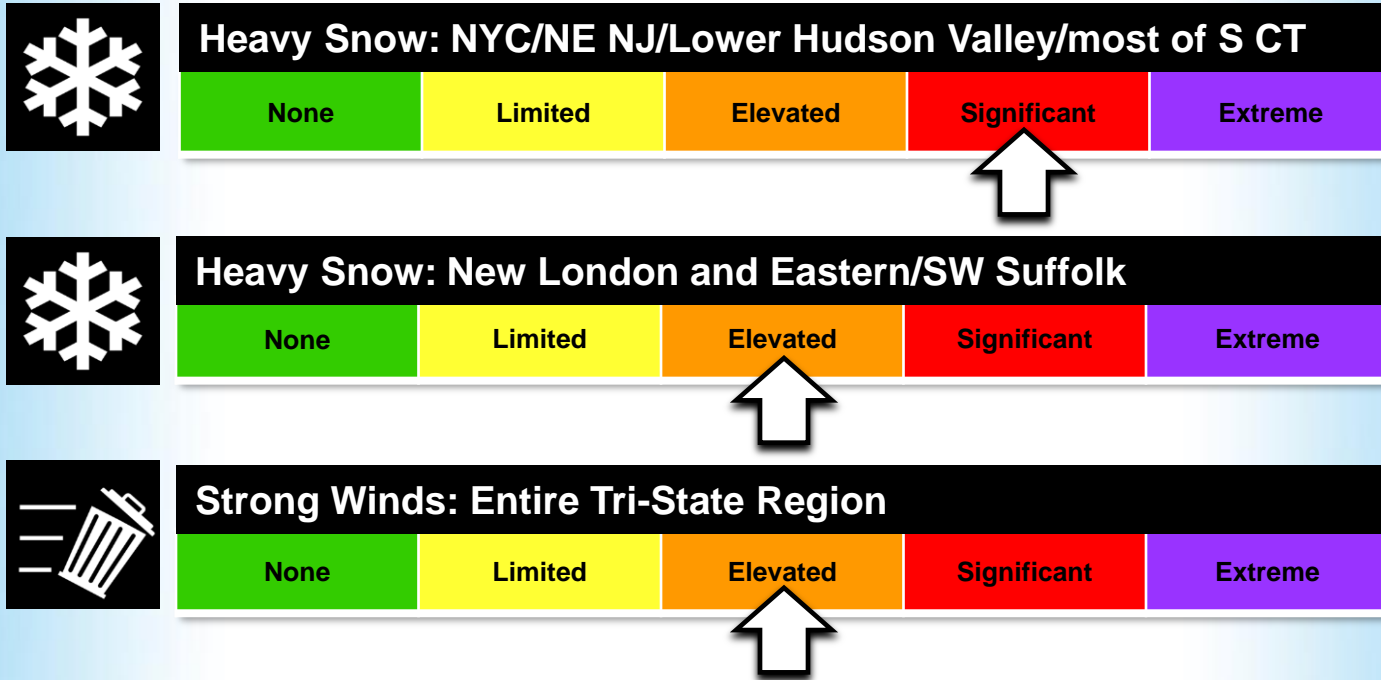 Heavy Snow: NYC/NE NJ/Lower Hudson Valley/most of S CT
None Limited Elevated Significant Extreme
Heavy Snow: New London and Eastern/SW Suffolk
None Limited Elevated Significant Extreme
Strong Winds: Entire Tri-State Region
None Limited Elevated Significant Extreme